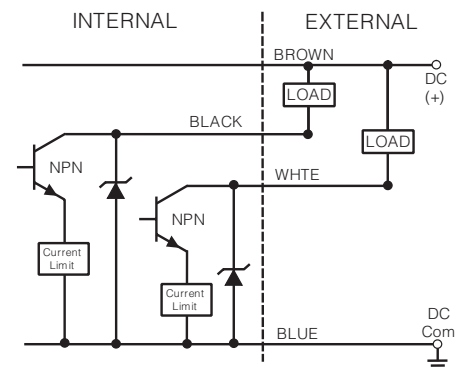 INTERNAL
EXTERNAL
BROWN
DC
(+)
LOAD
BLACK
LOAD
NPN
WHTE
NPN
Current
Limit
Current
Limit
DC
Com
BLUE